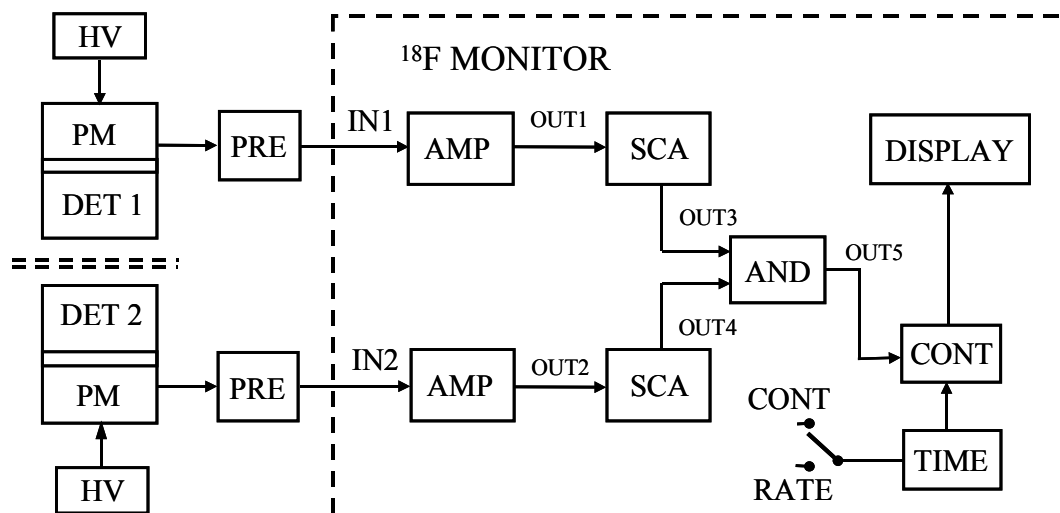 HV
¹⁸F MONITOR
PM
PRE
IN1
AMP
OUT1
SCA
DISPLAY
DET 1
OUT3
AND
OUT5
DET 2
OUT4
CONT
PM
PRE
IN2
AMP
OUT2
SCA
CONT
TIME
RATE
HV